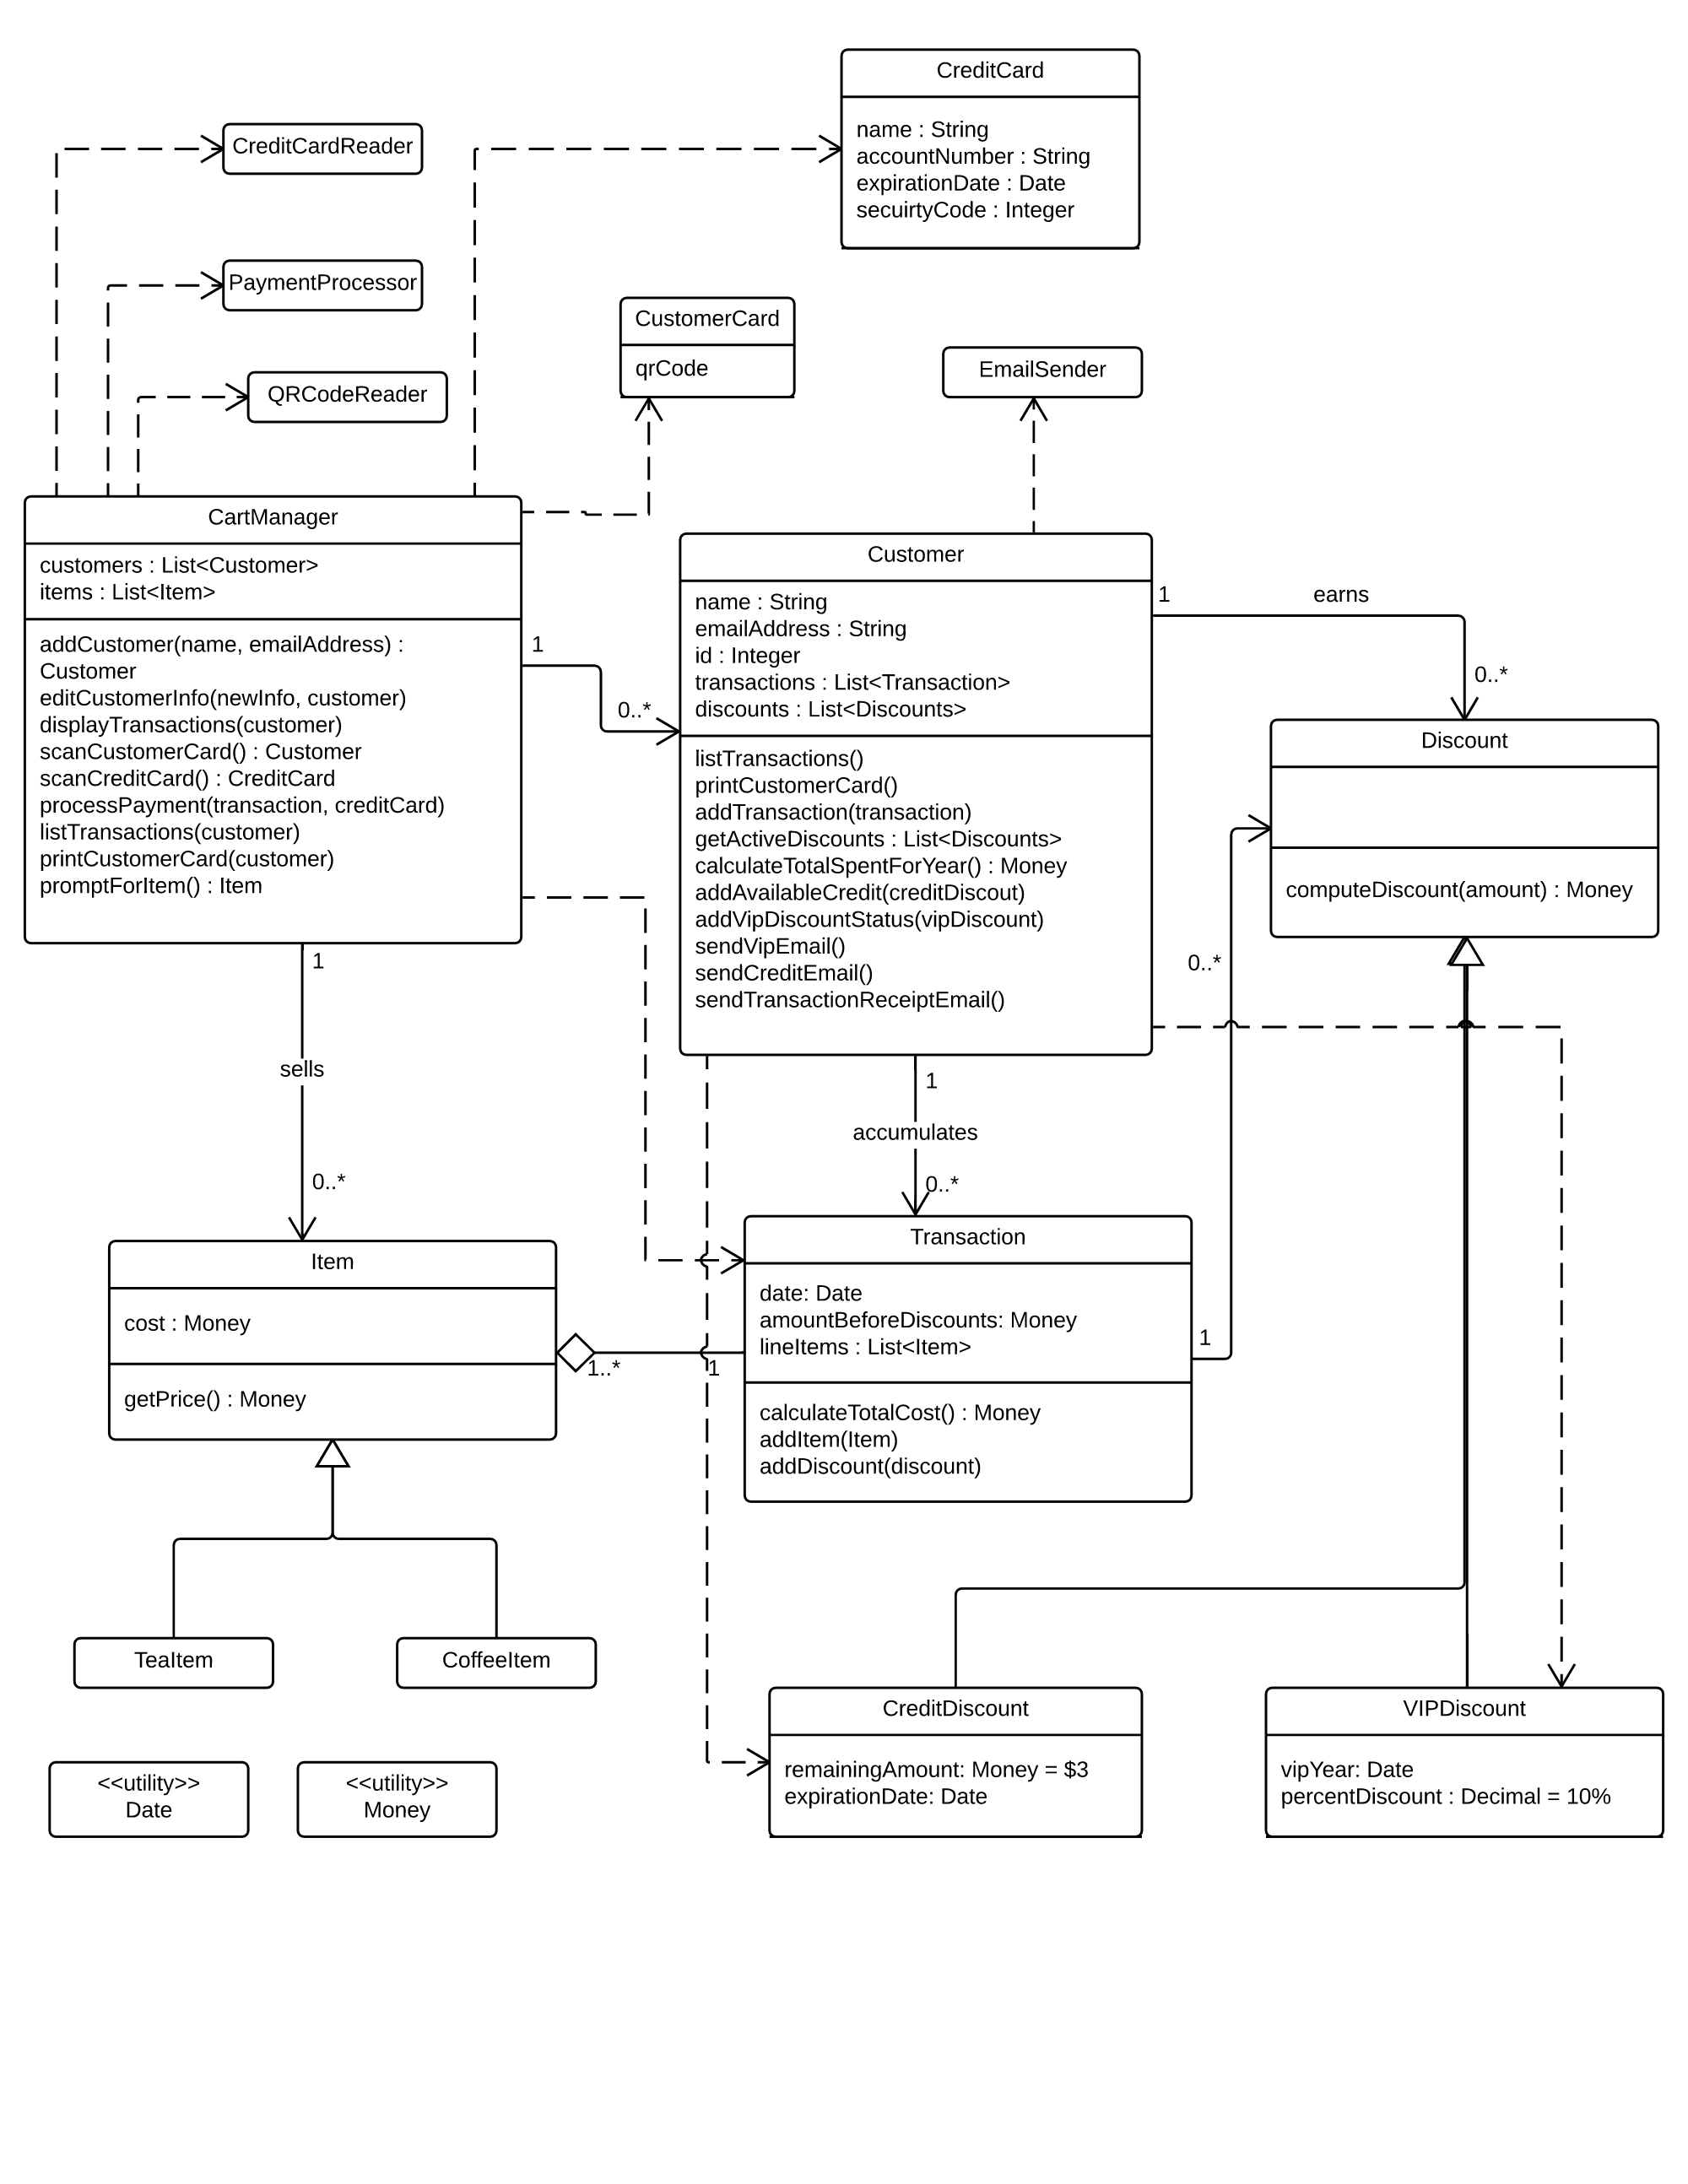 CreditCard
name : String
accountNumber : String
expirationDate : Date
secuirtyCode : Integer
CreditCardReader
PaymentProcessor
QRCodeReader
CustomerCard
qrCode
EmailSender
CartManager
customers : List<Customer>
items : List<Item>
addCustomer(name, emailAddress) :
Customer
editCustomerInfo(newInfo, customer)
displayTransactions(customer)
scanCustomerCard() : Customer
scanCreditCard() : CreditCard
processPayment(transaction, creditCard)
listTransactions(customer)
printCustomerCard(customer)
promptForItem() : Item
1
0..*
Customer
name : String
emailAddress : String
id : Integer
transactions : List<Transaction>
discounts : List<Discounts>
listTransactions()
printCustomerCard()
addTransaction(transaction)
getActiveDiscounts : List<Discounts>
calculateTotalSpentForYear() : Money
addAvailableCredit(creditDiscout)
addVipDiscountStatus(vipDiscount)
sendVipEmail()
sendCreditEmail()
sendTransactionReceiptEmail()
1
earns
0..*
Discount
computeDiscount(amount) : Money
0..*
1
sells
0..*
1
accumulates
0..*
Item
cost : Money
getPrice() : Money
1..*
1
Transaction
date: Date
amountBeforeDiscounts: Money
lineItems : List<Item>
calculateTotalCost() : Money
addItem(Item)
addDiscount(discount)
1
TeaItem
CoffeeItem
<<utility>>
Date
<<utility>>
Money
CreditDiscount
remainingAmount: Money = $3
expirationDate: Date
VIPDiscount
vipYear: Date
percentDiscount : Decimal = 10%